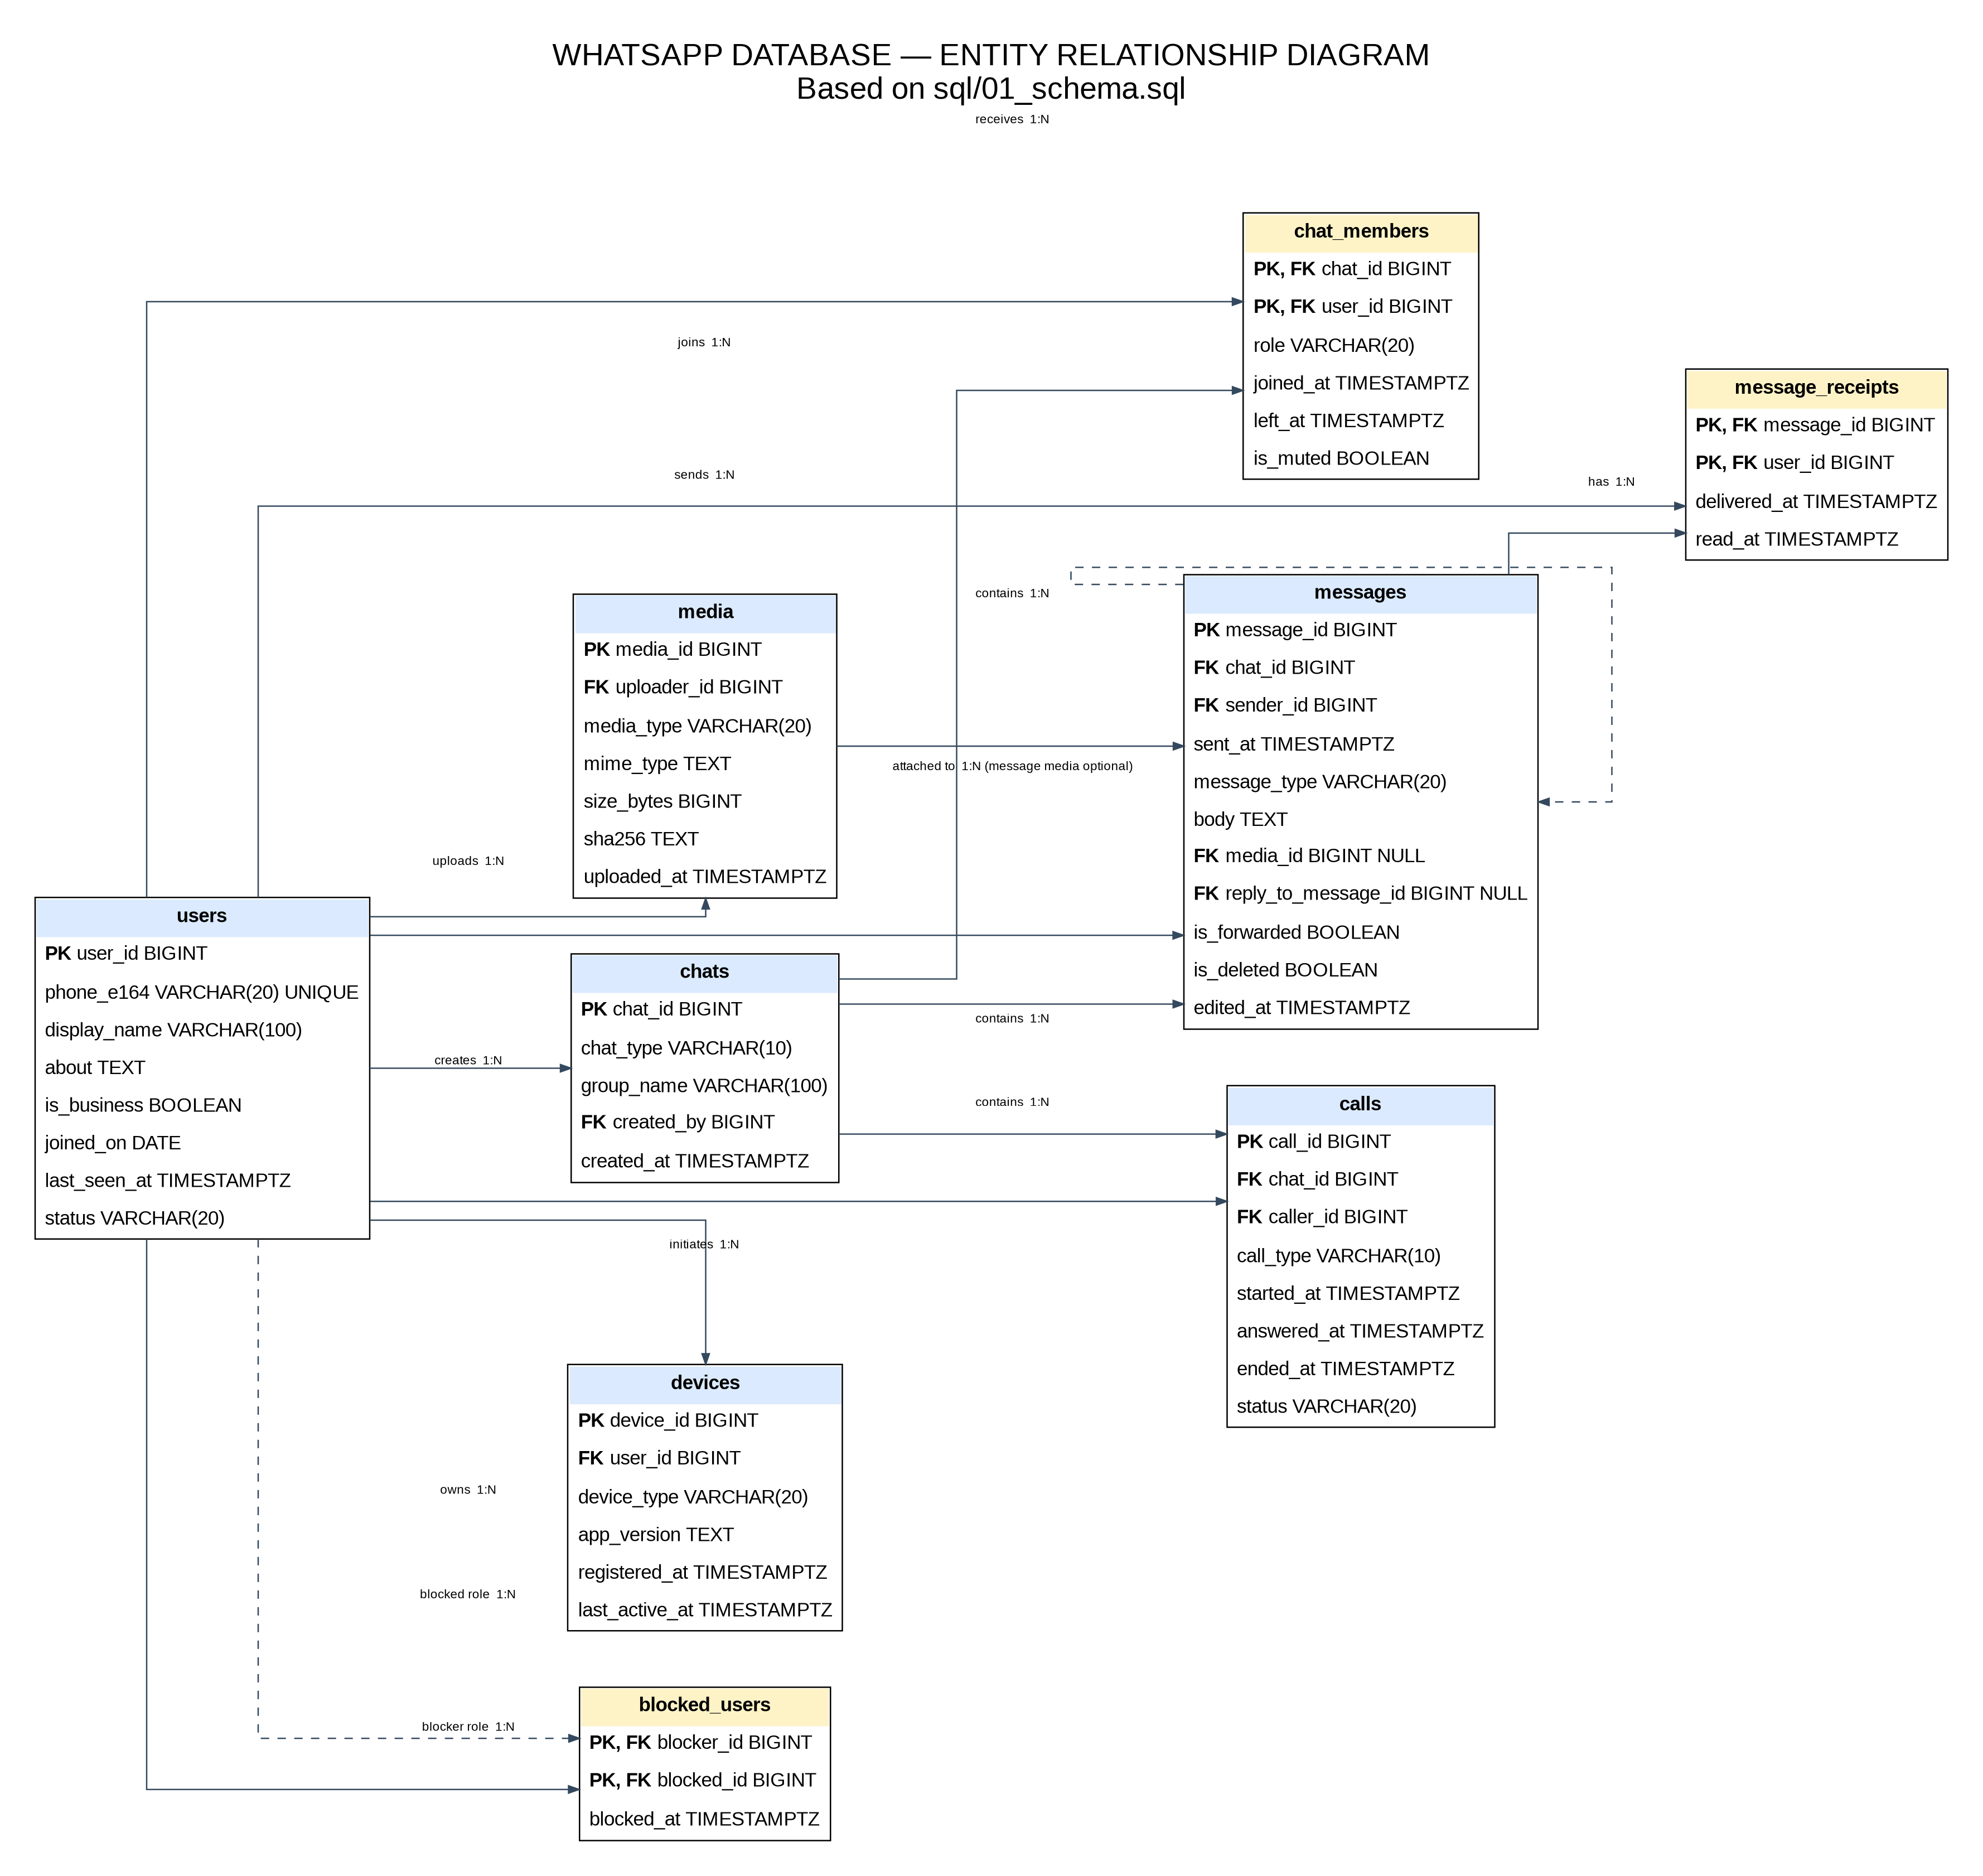 WHATSAPP DATABASE — ENTITY RELATIONSHIP DIAGRAM
Based on sql/01_schema.sql
receives 1:N
chat_members
PK, FK chat_id BIGINT
PK, FK user_id BIGINT
role VARCHAR(20)
joined_at TIMESTAMPTZ
left_at TIMESTAMPTZ
is_muted BOOLEAN
joins 1:N
message_receipts
PK, FK message_id BIGINT
PK, FK user_id BIGINT
delivered_at TIMESTAMPTZ
read_at TIMESTAMPTZ
sends 1:N
has 1:N
contains 1:N
media
PK media_id BIGINT
FK uploader_id BIGINT
media_type VARCHAR(20)
mime_type TEXT
size_bytes BIGINT
sha256 TEXT
uploaded_at TIMESTAMPTZ
messages
PK message_id BIGINT
FK chat_id BIGINT
FK sender_id BIGINT
sent_at TIMESTAMPTZ
message_type VARCHAR(20)
body TEXT
FK media_id BIGINT NULL
FK reply_to_message_id BIGINT NULL
is_forwarded BOOLEAN
is_deleted BOOLEAN
edited_at TIMESTAMPTZ
attached to 1:N (message media optional)
uploads 1:N
users
PK user_id BIGINT
phone_e164 VARCHAR(20) UNIQUE
display_name VARCHAR(100)
about TEXT
is_business BOOLEAN
joined_on DATE
last_seen_at TIMESTAMPTZ
status VARCHAR(20)
chats
PK chat_id BIGINT
chat_type VARCHAR(10)
group_name VARCHAR(100)
FK created_by BIGINT
created_at TIMESTAMPTZ
contains 1:N
creates 1:N
contains 1:N
calls
PK call_id BIGINT
FK chat_id BIGINT
FK caller_id BIGINT
call_type VARCHAR(10)
started_at TIMESTAMPTZ
answered_at TIMESTAMPTZ
ended_at TIMESTAMPTZ
status VARCHAR(20)
initiates 1:N
devices
PK device_id BIGINT
FK user_id BIGINT
device_type VARCHAR(20)
app_version TEXT
registered_at TIMESTAMPTZ
last_active_at TIMESTAMPTZ
owns 1:N
blocked role 1:N
blocker role 1:N
blocked_users
PK, FK blocker_id BIGINT
PK, FK blocked_id BIGINT
blocked_at TIMESTAMPTZ